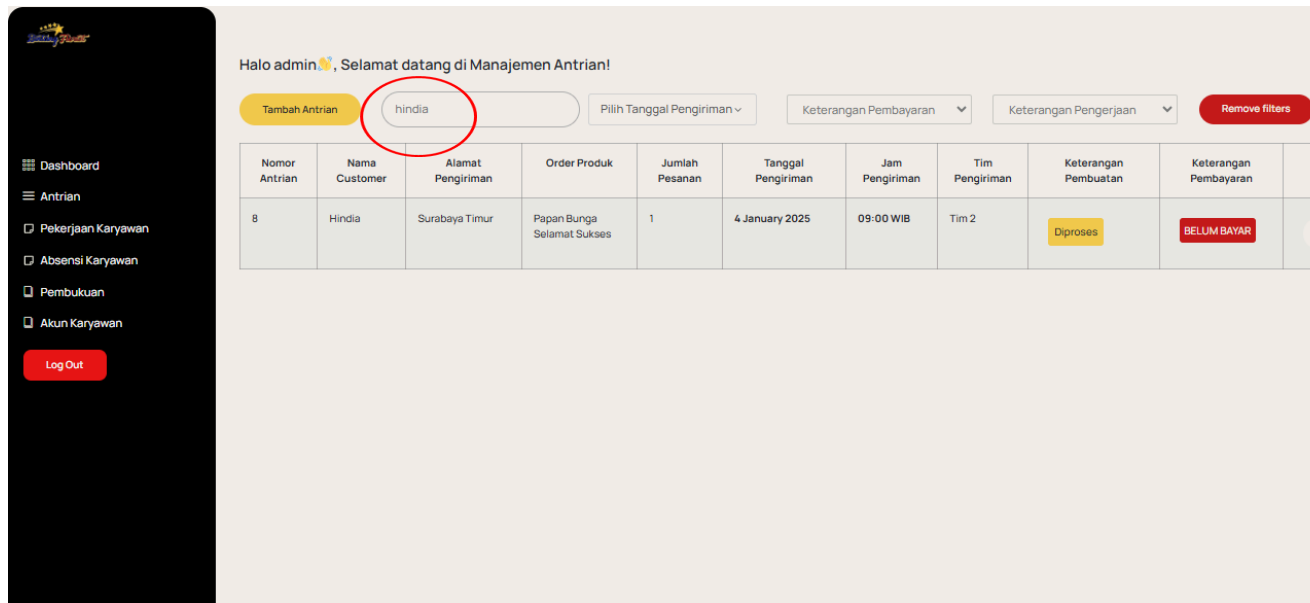 Halo admin👋, Selamat datang di Manajemen Antrian!
Tambah Antrian
hindia
Pilih Tanggal Pengiriman
Keterangan Pembayaran
Keterangan Pengerjaan
Remove filters
Dashboard
Antrian
Pekerjaan Karyawan
Absensi Karyawan
Pembukuan
Akun Karyawan
Log Out
Nomor
Antrian
Nama
Customer
Alamat
Pengiriman
Order Produk
Jumlah
Pesanan
Tanggal
Pengiriman
Jam
Pengiriman
Tim
Pengiriman
Keterangan
Pembuatan
Keterangan
Pembayaran
8
Hindia
Surabaya Timur
Papan Bunga
Selamat Sukses
1
4 January 2025
09:00 WIB
Tim 2
Diproses
BELUM BAYAR